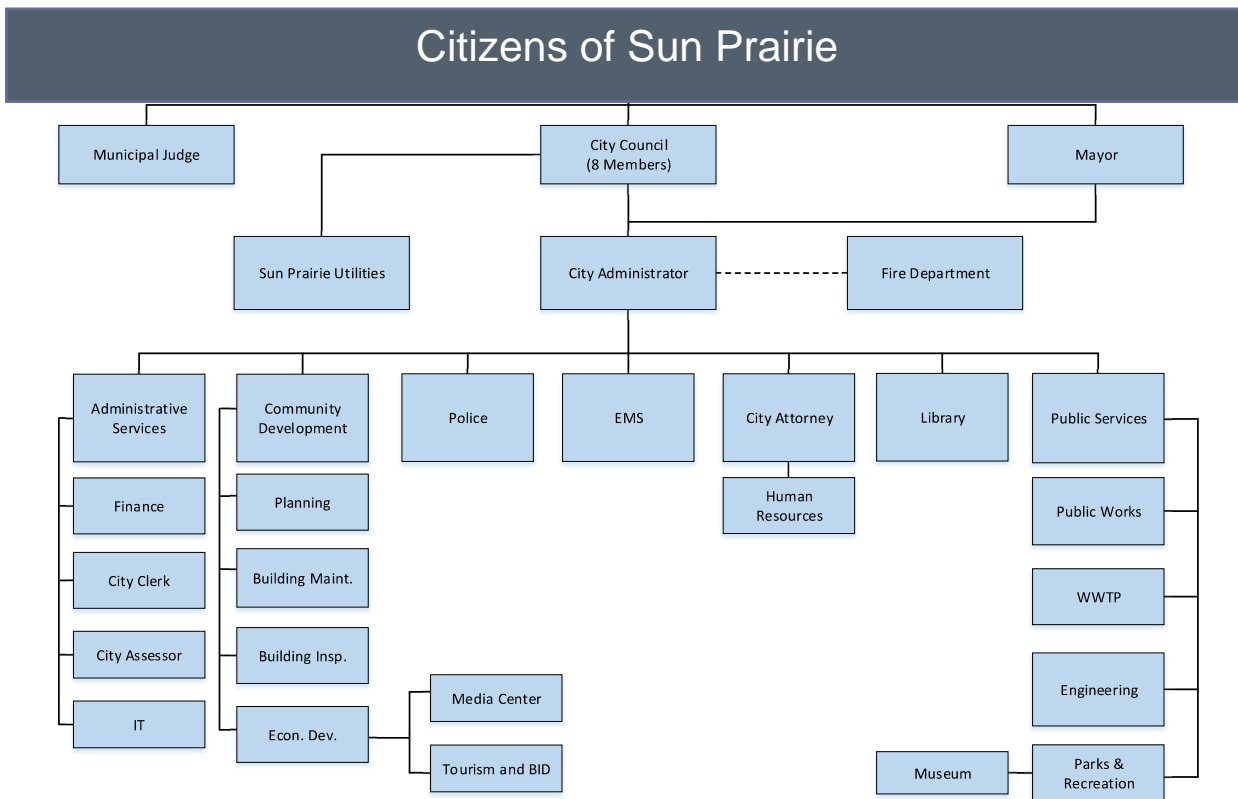 Citizens of Sun Prairie
Municipal Judge
City Council
(8 Members)
Mayor
Sun Prairie Utilities
City Administrator
Fire Department
Administrative
Services
Community
Development
Police
EMS
City Attorney
Library
Public Services
Finance
Planning
Human
Resources
Public Works
City Clerk
Building Maint.
WWTP
City Assessor
Building Insp.
Engineering
IT
Econ. Dev.
Media Center
Tourism and BID
Museum
Parks &
Recreation